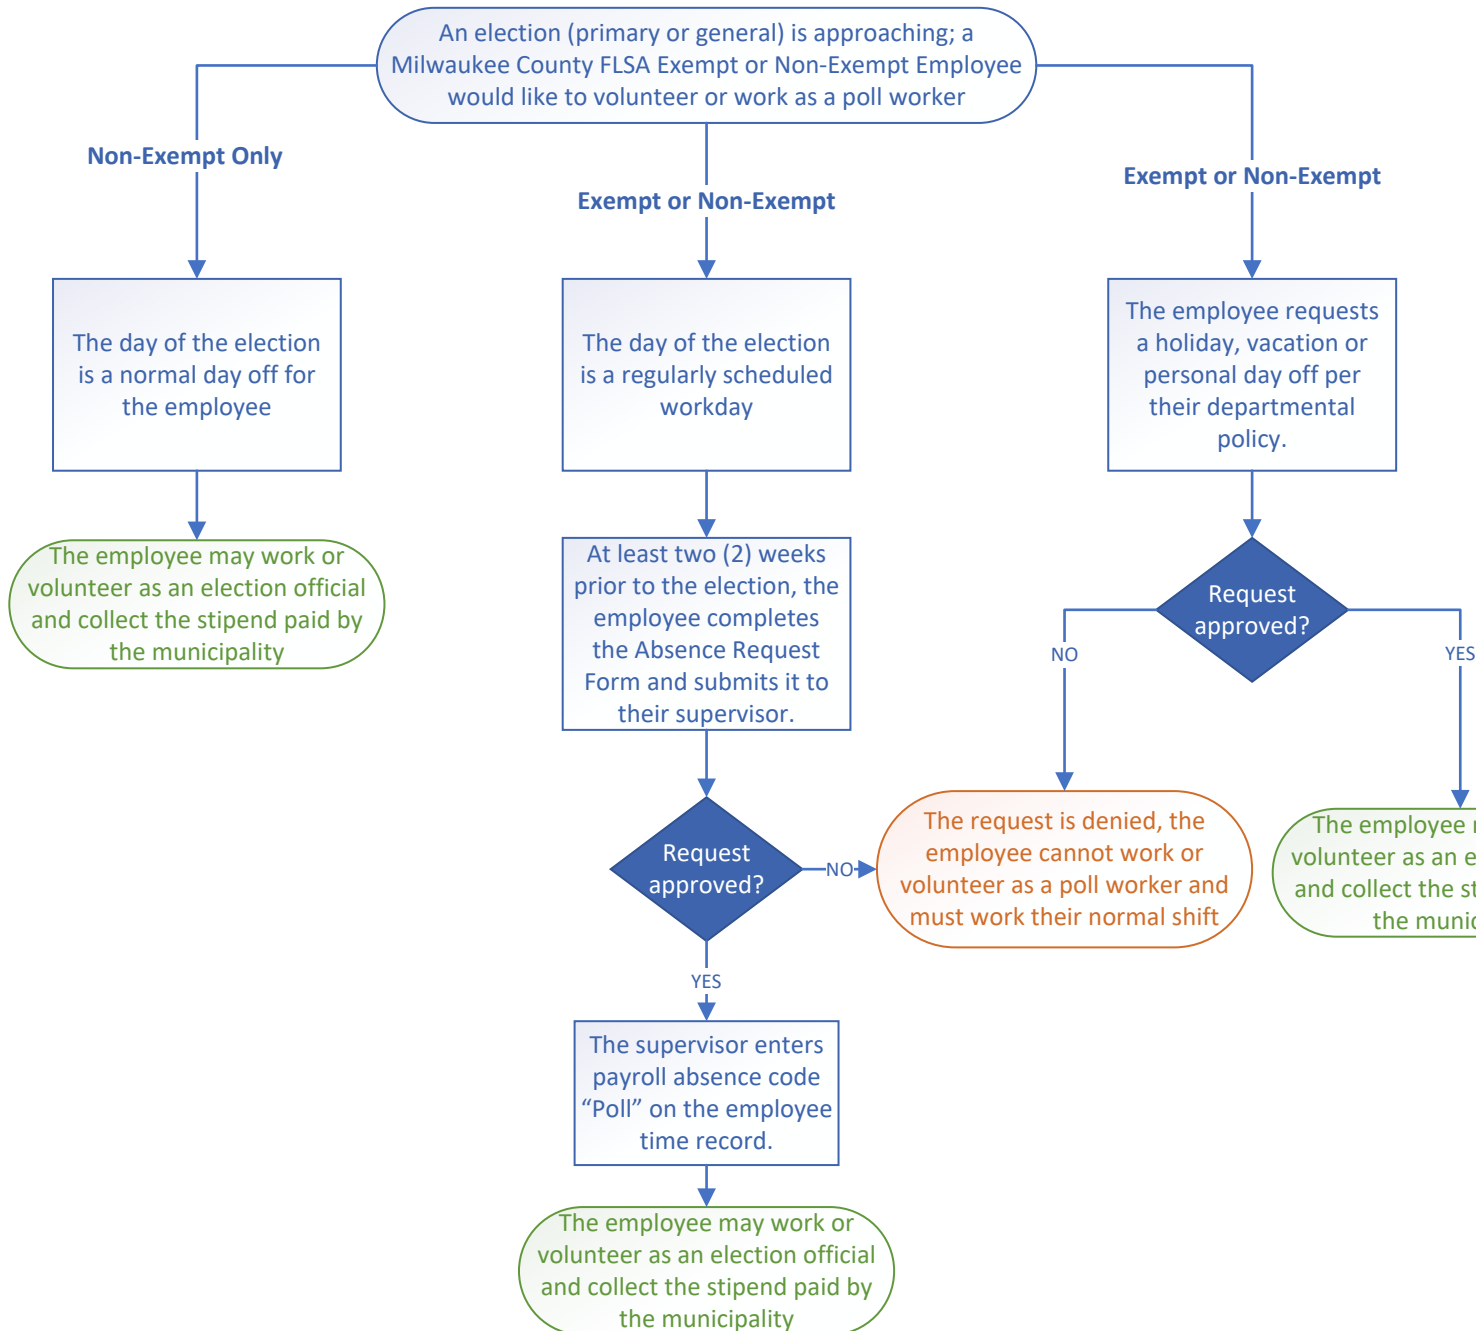 An election (primary or general) is approaching; a
Milwaukee County FLSA Exempt or Non-Exempt Employee
would like to volunteer or work as a poll worker
Non-Exempt Only
Exempt or Non-Exempt
Exempt or Non-Exempt
The day of the election
is a normal day off for
the employee
The day of the election
is a regularly scheduled
workday
The employee requests
a holiday, vacation or
personal day off per
their departmental
policy.
The employee may work or
volunteer as an election official
and collect the stipend paid by
the municipality
At least two (2) weeks
prior to the election, the
employee completes
the Absence Request
Form and submits it to
their supervisor.
Request
approved?
NO
YES
Request
approved?
NO
The request is denied, the
employee cannot work or
volunteer as a poll worker and
must work their normal shift
The employee
volunteer as an
and collect the
the
YES
The supervisor enters
payroll absence code
“Poll” on the employee
time record.
The employee may work or
volunteer as an election official
and collect the stipend paid by
the municipality